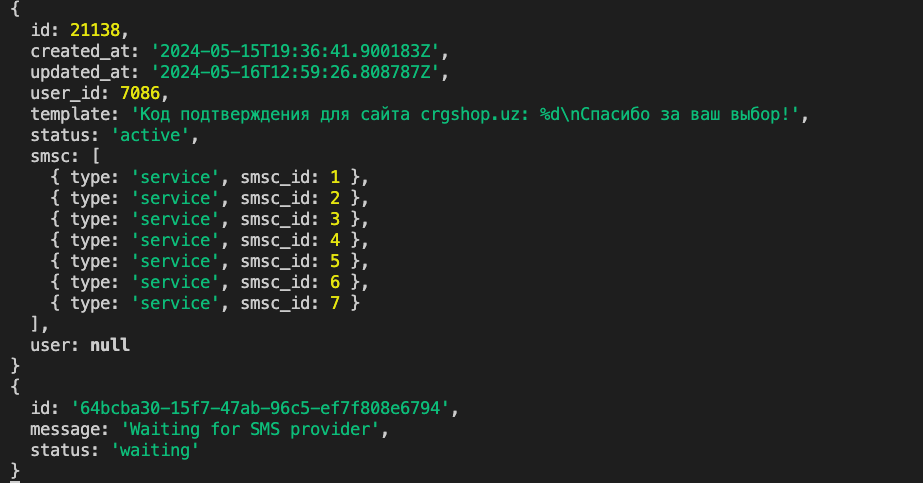 {
  id: 21138,
  created_at: '2024-05-15T19:36:41.900183Z',
  updated_at: '2024-05-16T12:59:26.808787Z',
  user_id: 7086,
  template: 'Код подтверждения для сайта crgshop.uz: %d\nСпасибо за ваш выбор!',
  status: 'active',
  smsc: [
    { type: 'service', smsc_id: 1 },
    { type: 'service', smsc_id: 2 },
    { type: 'service', smsc_id: 3 },
    { type: 'service', smsc_id: 4 },
    { type: 'service', smsc_id: 5 },
    { type: 'service', smsc_id: 6 },
    { type: 'service', smsc_id: 7 }
  ],
  user: null
}
{
  id: '64bcba30-15f7-47ab-96c5-ef7f808e6794',
  message: 'Waiting for SMS provider',
  status: 'waiting'
}